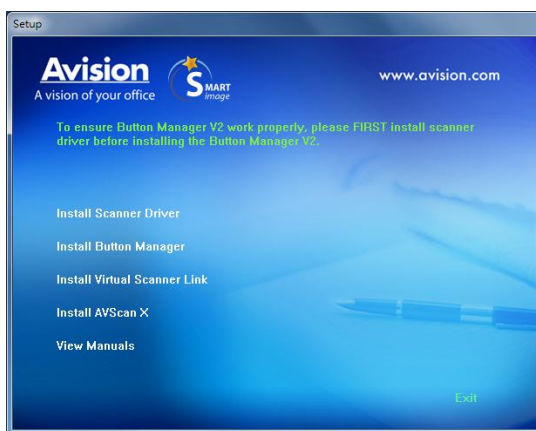 Setup
Avision
A vision of your office
SMART
image
www.avision.com
To ensure Button Manager V2 work properly, please FIRST install scanner
driver before installing the Button Manager V2.
Install Scanner Driver
Install Button Manager
Install Virtual Scanner Link
Install AVScan X
View Manuals
Exit